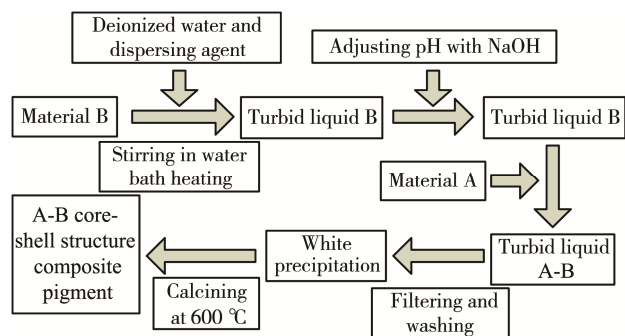 Deionized water and
dispersing agent
Adjusting pH with NaOH
Material B
Turbid liquid B
Turbid liquid B
Stirring in water
bath heating
Material A
A-B core-
shell structure
composite
pigment
White
precipitation
Turbid liquid
A-B
Calcining
at 600 ℃
Filtering and
washing